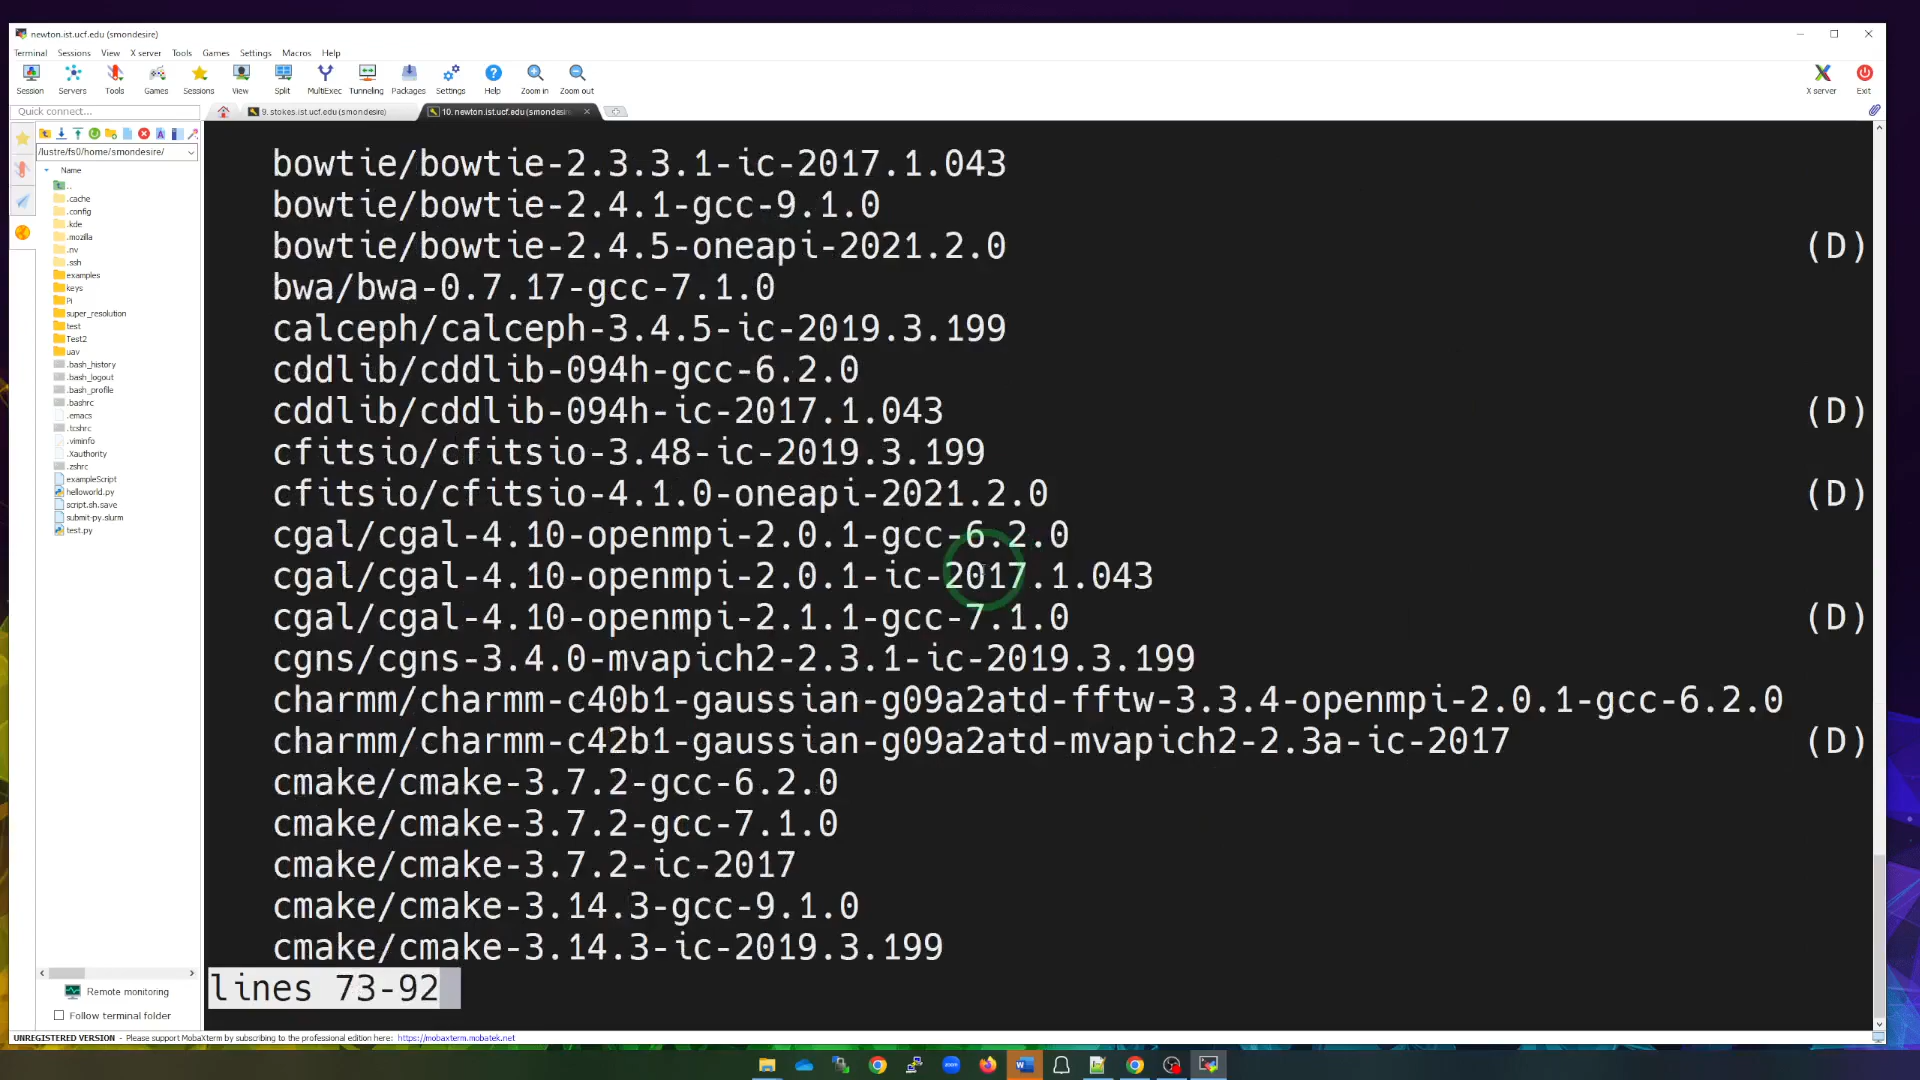 newton.ist.ucf.edu (smondesire)
Terminal Sessions View X server Tools Games Settings Macros Help
Session Servers Tools Games Sessions View Split MultiExec Tunneling Packages Settings Help Zoom in Zoom out X server Exit
Quick connect...
9. stokes.ist.ucf.edu (smondesire)
10. newton.ist.ucf.edu (smondesire
/lustre/fs0/home/smondesire/
Name
..
.cache
.config
.kde
.mozilla
.nv
.ssh
examples
keys
Pi
super_resolution
test
Test2
uav
.bash_history
.bash_logout
.bash_profile
.bashrc
.emacs
.tcshrc
.viminfo
.Xauthority
.zshrc
exampleScript
helloworld.py
script.sh.save
submit-py.slurm
test.py
Remote monitoring
Follow terminal folder
bowtie/bowtie-2.3.3.1-ic-2017.1.043
bowtie/bowtie-2.4.1-gcc-9.1.0
bowtie/bowtie-2.4.5-oneapi-2021.2.0 (D)
bwa/bwa-0.7.17-gcc-7.1.0
calceph/calceph-3.4.5-ic-2019.3.199
cddlib/cddlib-094h-gcc-6.2.0
cddlib/cddlib-094h-ic-2017.1.043 (D)
cfitsio/cfitsio-3.48-ic-2019.3.199
cfitsio/cfitsio-4.1.0-oneapi-2021.2.0 (D)
cgal/cgal-4.10-openmpi-2.0.1-gcc-6.2.0
cgal/cgal-4.10-openmpi-2.0.1-ic-2017.1.043
cgal/cgal-4.10-openmpi-2.1.1-gcc-7.1.0 (D)
cgns/cgns-3.4.0-mvapich2-2.3.1-ic-2019.3.199
charmm/charmm-c40b1-gaussian-g09a2atd-fftw-3.3.4-openmpi-2.0.1-gcc-6.2.0
charmm/charmm-c42b1-gaussian-g09a2atd-mvapich2-2.3a-ic-2017 (D)
cmake/cmake-3.7.2-gcc-6.2.0
cmake/cmake-3.7.2-gcc-7.1.0
cmake/cmake-3.7.2-ic-2017
cmake/cmake-3.14.3-gcc-9.1.0
cmake/cmake-3.14.3-ic-2019.3.199
lines 73-92
UNREGISTERED VERSION - Please support MobaXterm by subscribing to the professional edition here: https://mobaxterm.mobatek.net